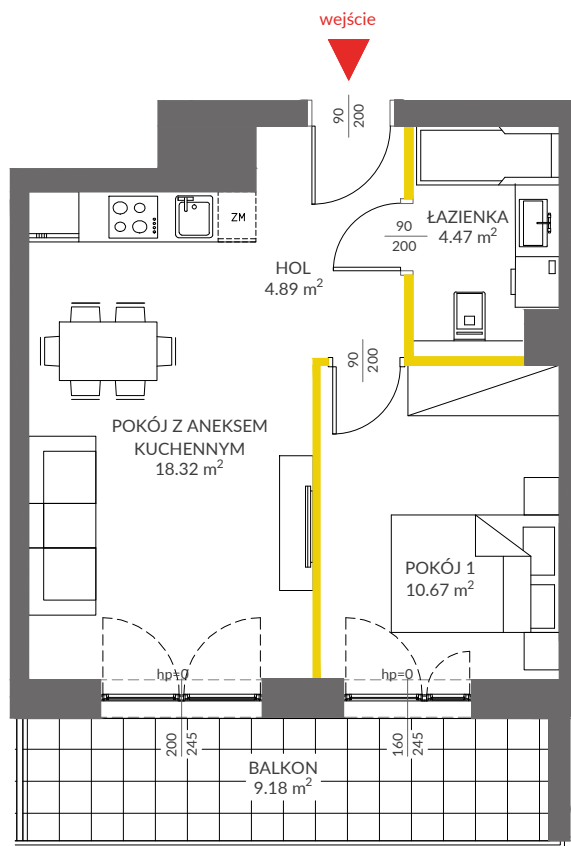 wejście
90
200
ZM
ŁAZIENKA
4.47 m²
90
200
HOL
4.89 m²
90
200
POKÓJ Z ANEKSEM
KUCHENNYM
18.32 m²
POKÓJ 1
10.67 m²
hp=0
hp=0
200
245
160
245
BALKON
9.18 m²